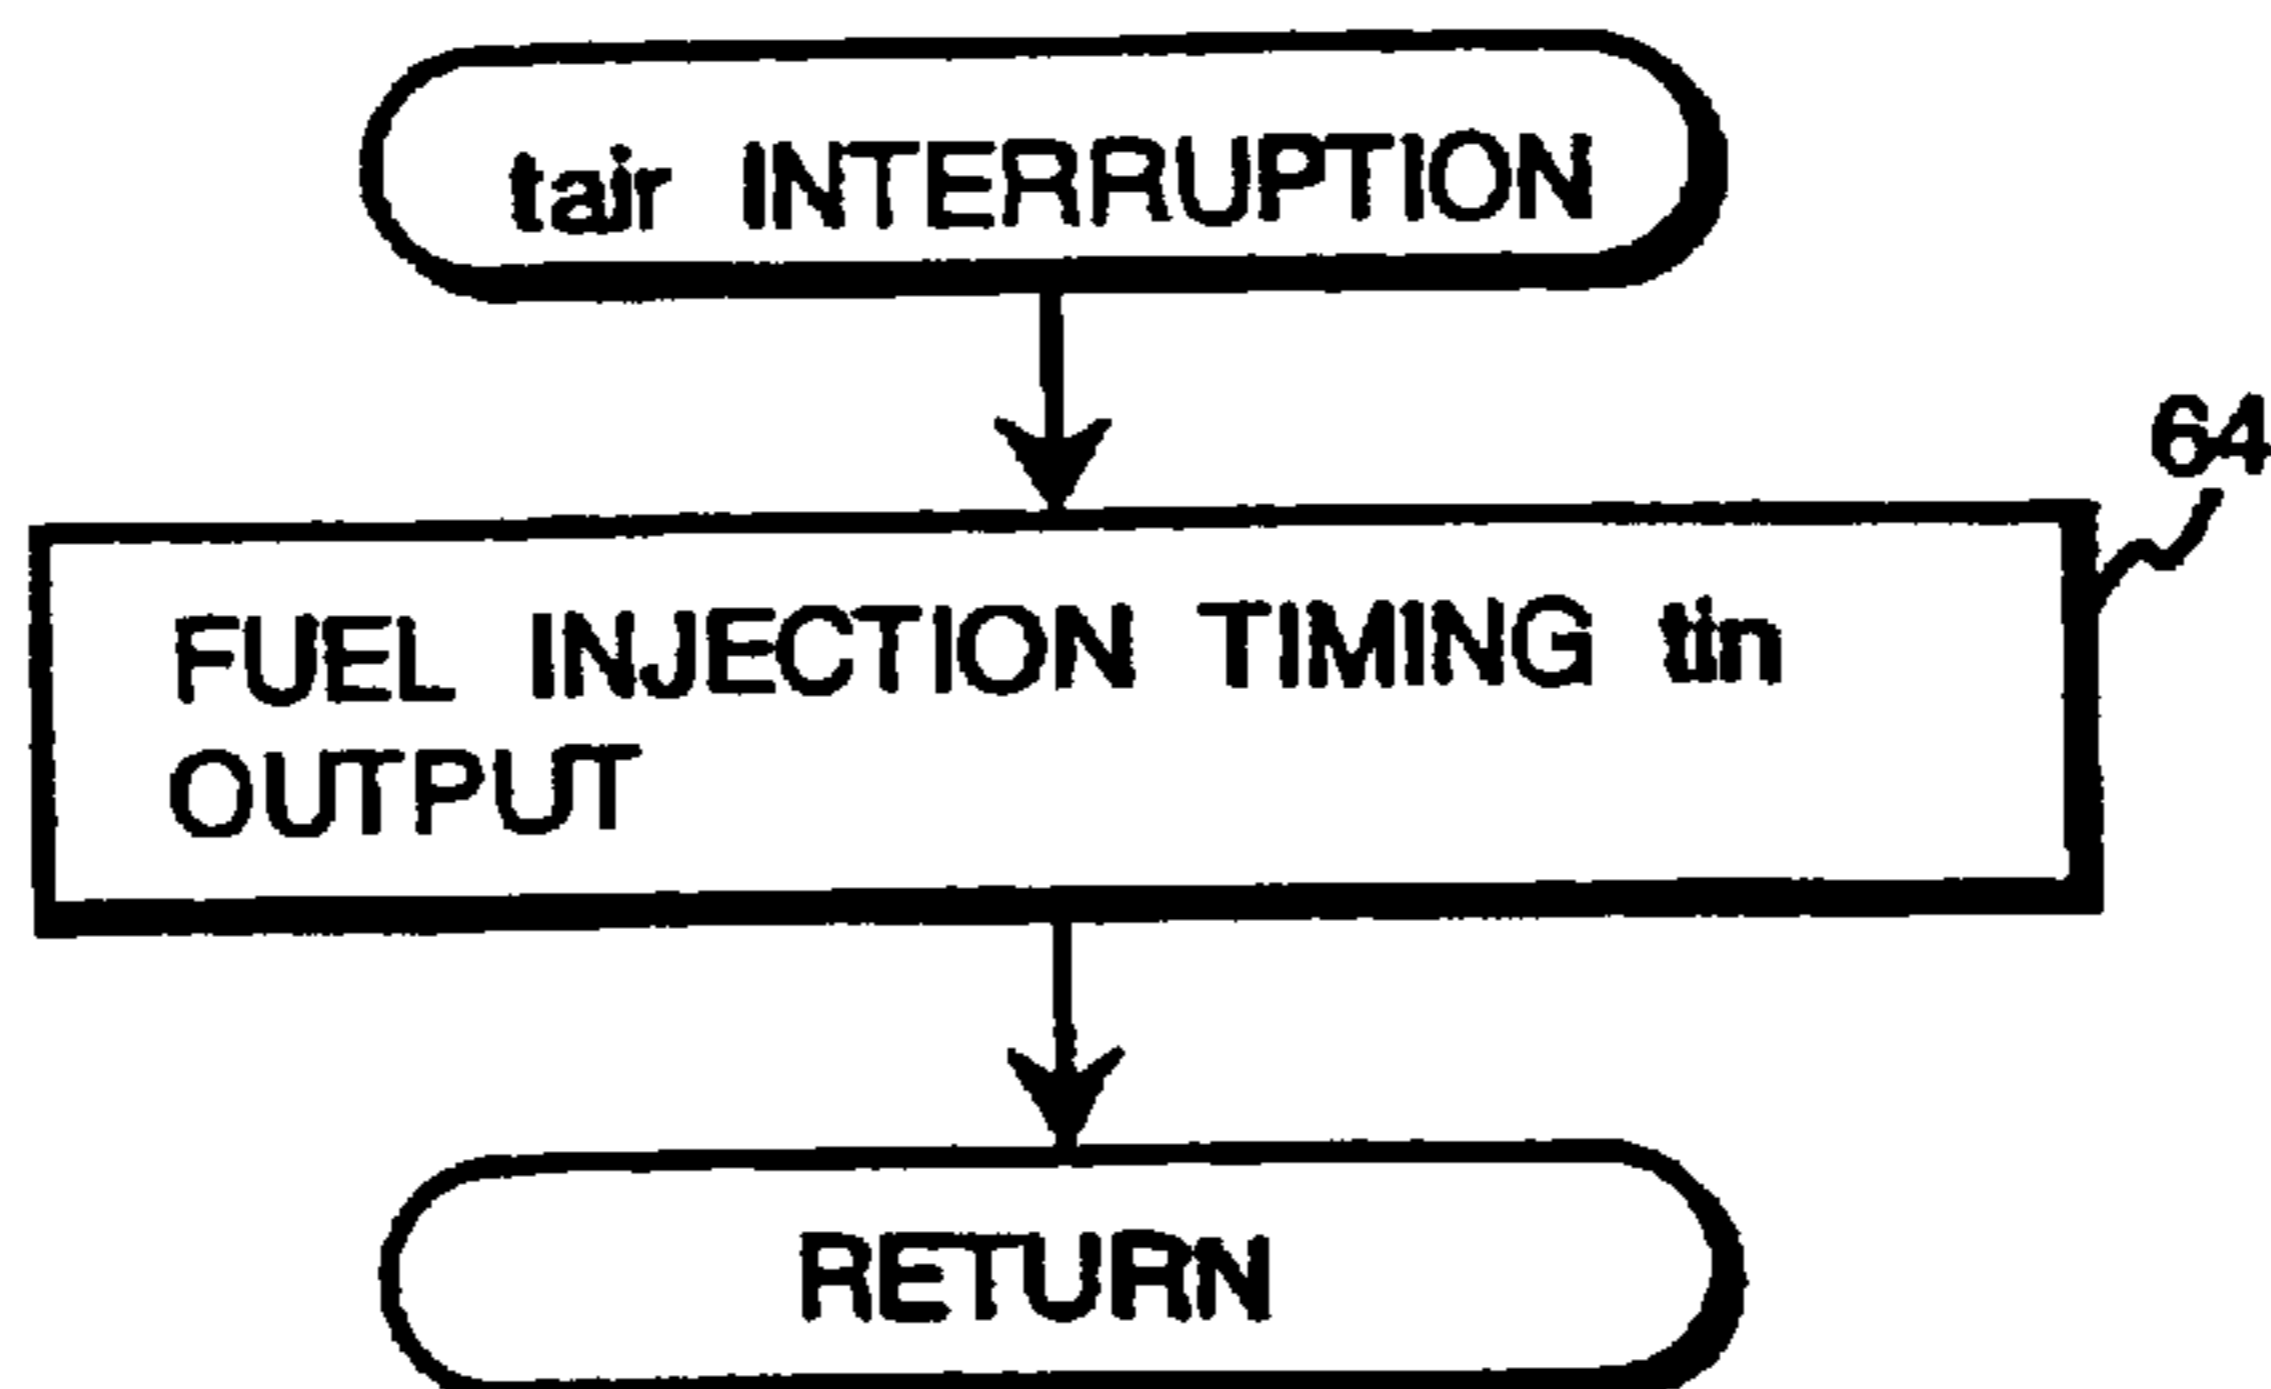 tair INTERRUPTION
64
FUEL INJECTION TIMING tin
OUTPUT
RETURN